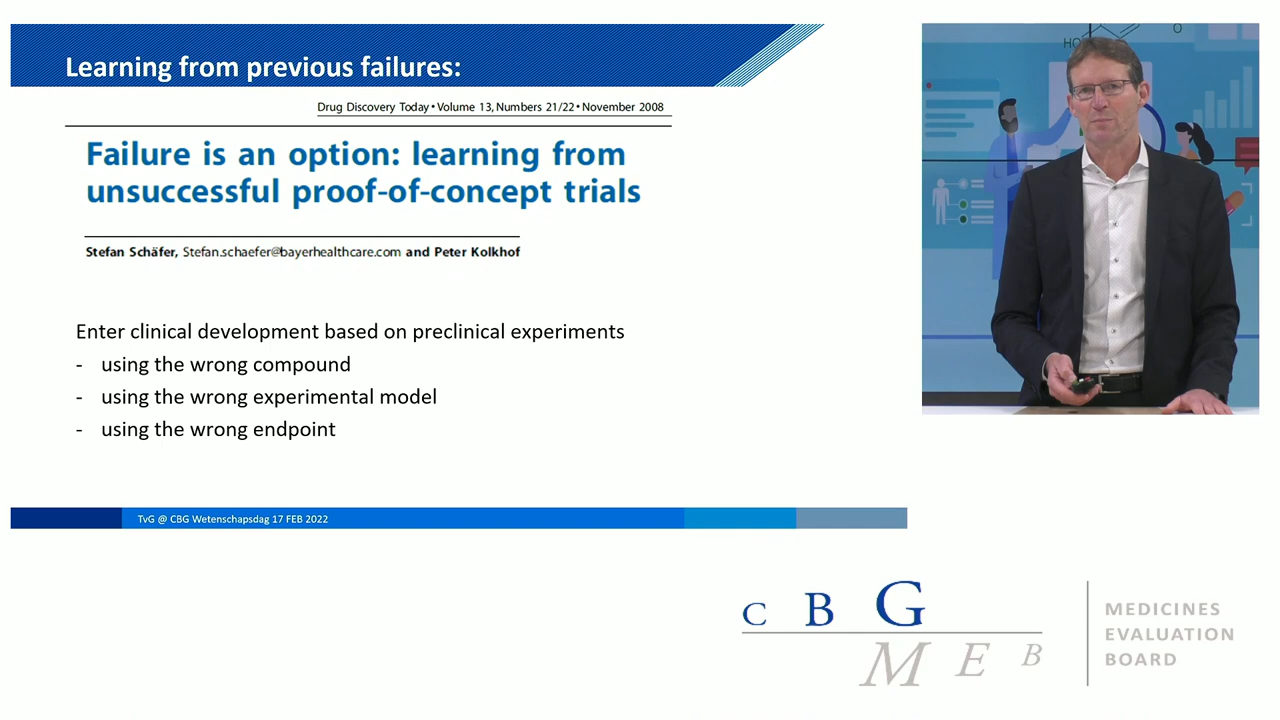 Learning from previous failures:
Drug Discovery Today • Volume 13, Numbers 21/22 • November 2008
Failure is an option: learning from
unsuccessful proof-of-concept trials
Stefan Schäfer, Stefan.schaefer@bayerhealthcare.com and Peter Kolkhof
Enter clinical development based on preclinical experiments
- using the wrong compound
- using the wrong experimental model
- using the wrong endpoint
TvG @ CBG Wetenschapsdag 17 FEB 2022
HO
O
C B G
M E B
MEDICINES
EVALUATION
BOARD